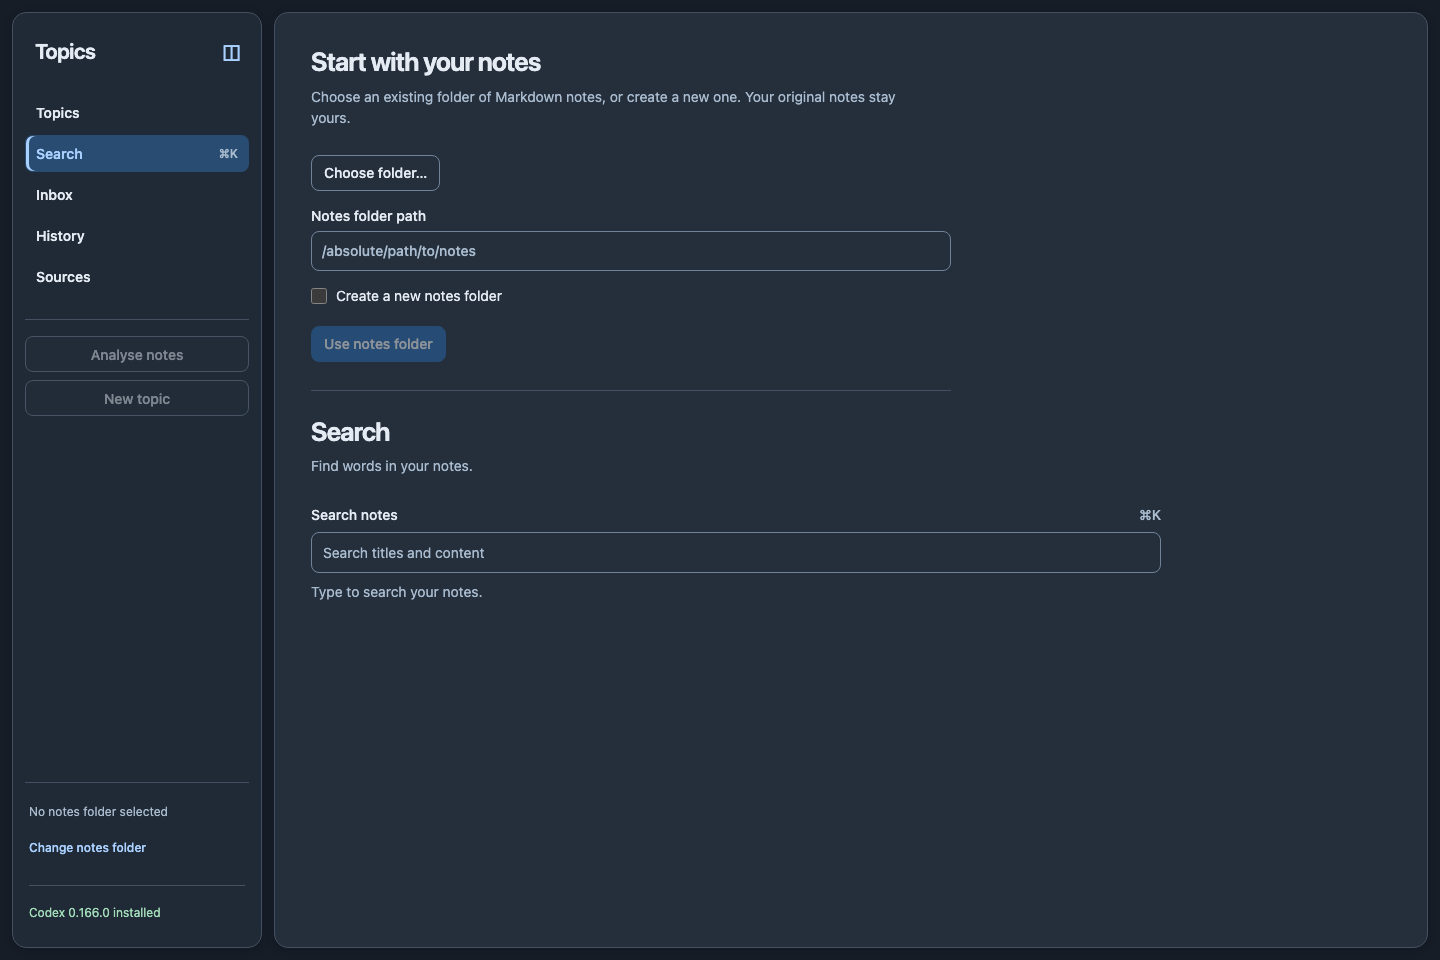 Topics
Topics
Search ⌘K
Inbox
History
Sources
Analyse notes
New topic
No notes folder selected
Change notes folder
Codex 0.166.0 installed
Start with your notes
Choose an existing folder of Markdown notes, or create a new one. Your original notes stay
yours.
Choose folder...
Notes folder path
/absolute/path/to/notes
Create a new notes folder
Use notes folder
Search
Find words in your notes.
Search notes ⌘K
Search titles and content
Type to search your notes.